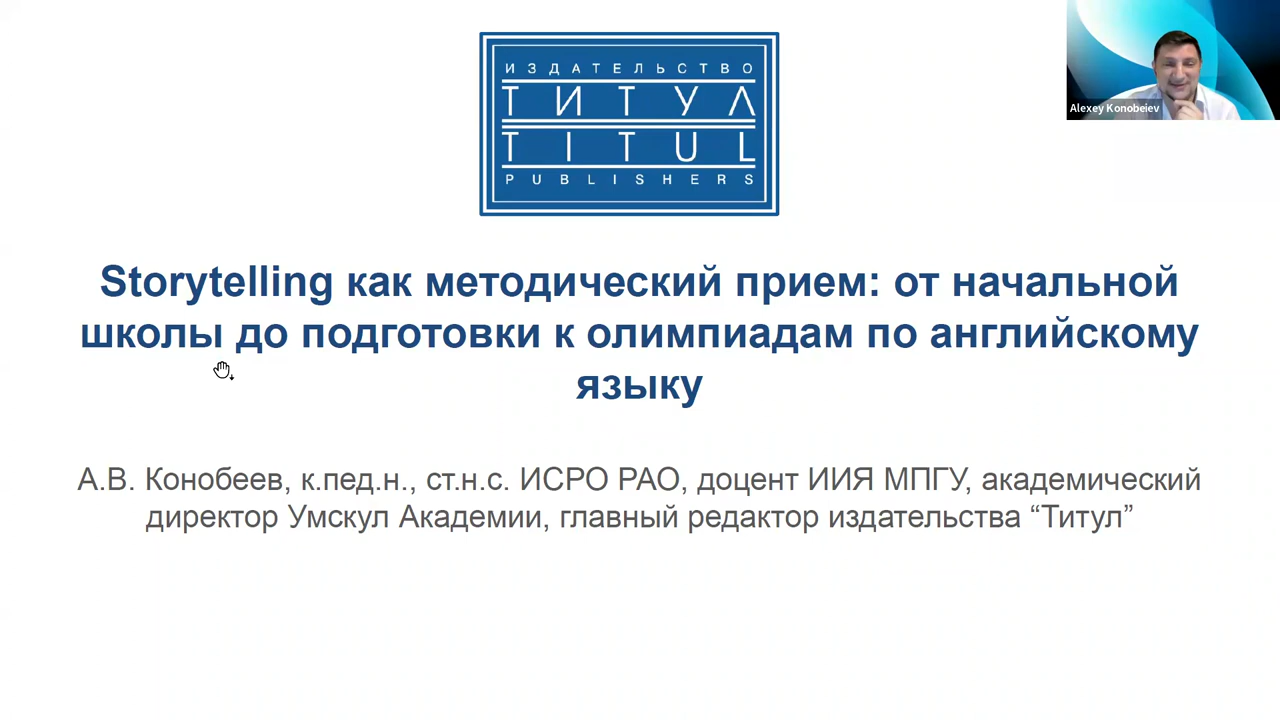 ИЗДАТЕЛЬСТВО
ТИТУЛ
TITUL
PUBLISHERS
Alexey Konobeiev
Storytelling как методический прием: от начальной
школы до подготовки к олимпиадам по английскому
языку
А.В. Конобеев, к.пед.н., ст.н.с. ИСРО РАО, доцент ИИЯ МПГУ, академический
директор Умскул Академии, главный редактор издательства “Титул”